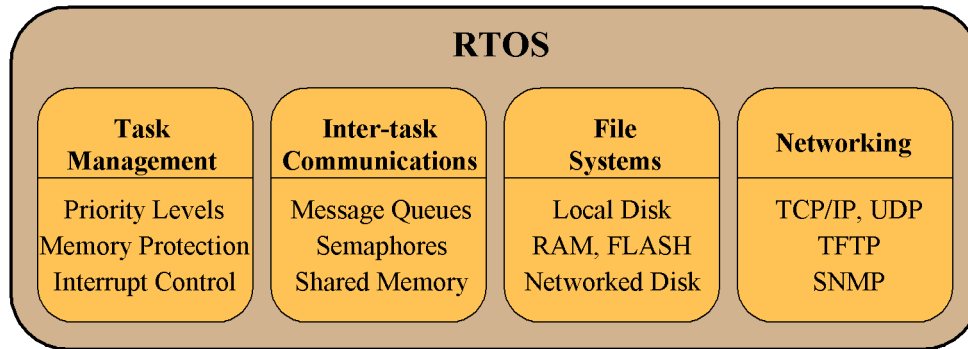 RTOS
Task
Management
Priority Levels
Memory Protection
Interrupt Control
Inter-task
Communications
Message Queues
Semaphores
Shared Memory
File
Systems
Local Disk
RAM, FLASH
Networked Disk
Networking
TCP/IP, UDP
TFTP
SNMP